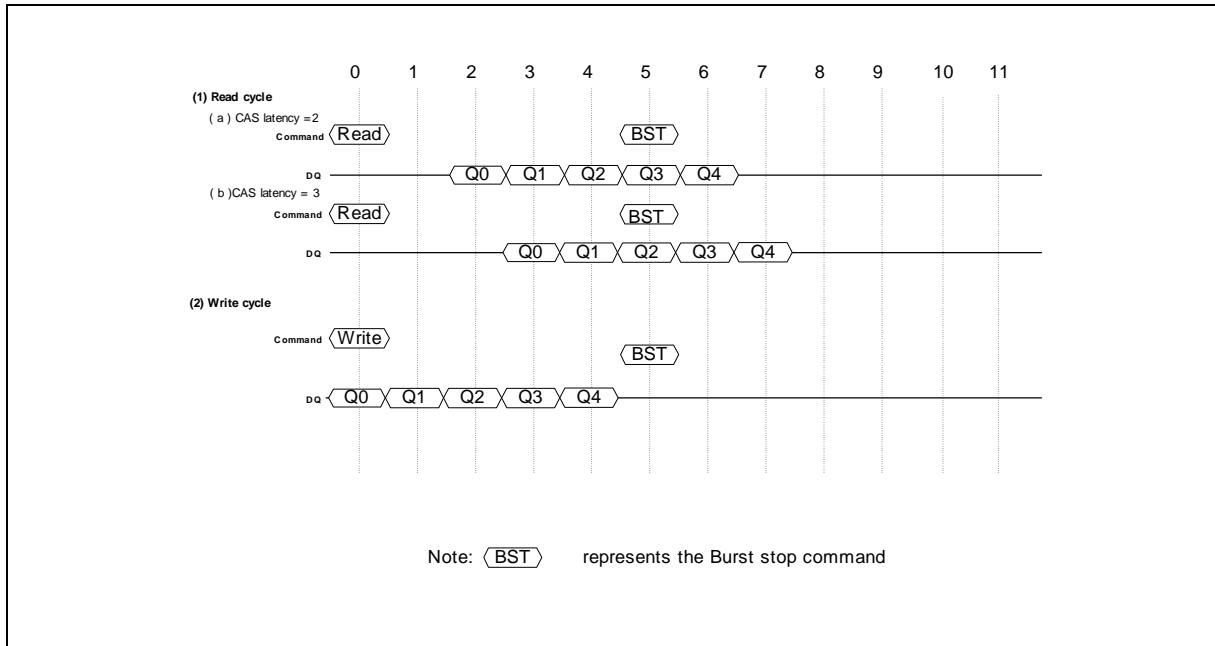 0 1 2 3 4 5 6 7 8 9 10 11
(1) Read cycle
( a ) CAS latency =2
Command Read BST
DQ Q0 Q1 Q2 Q3 Q4
( b )CAS latency = 3
Command Read BST
DQ Q0 Q1 Q2 Q3 Q4
(2) Write cycle
Command Write BST
DQ Q0 Q1 Q2 Q3 Q4
Note: BST represents the Burst stop command